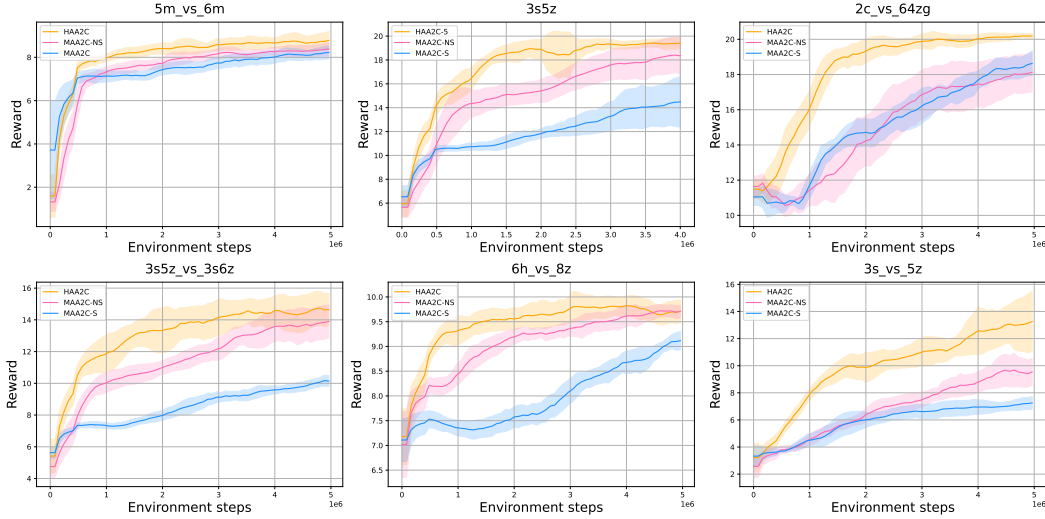 5m_vs_6m
HAA2C
MAA2C-NS
MAA2C
Reward
8
6
4
2
0 1 2 3 4 5
1e6
Environment steps
3s5z
HAA2C-S
MAA2C-NS
MAA2C-S
Reward
20
18
16
14
12
10
8
6
0.0 0.5 1.0 1.5 2.0 2.5 3.0 3.5 4.0
1e6
Environment steps
2c_vs_64zg
HAA2C
MAA2C-NS
MAA2C-S
Reward
20
18
16
14
12
10
0 1 2 3 4 5
1e6
Environment steps
3s5z_vs_3s6z
HAA2C
MAA2C-NS
MAA2C-S
Reward
16
14
12
10
8
6
4
0 1 2 3 4 5
1e6
Environment steps
6h_vs_8z
HAA2C
MAA2C-NS
MAA2C-S
Reward
10.0
9.5
9.0
8.5
8.0
7.5
7.0
6.5
0 1 2 3 4 5
1e6
Environment steps
3s_vs_5z
HAA2C
MAA2C-NS
MAA2C-S
Reward
16
14
12
10
8
6
4
2
0 1 2 3 4 5
1e6
Environment steps